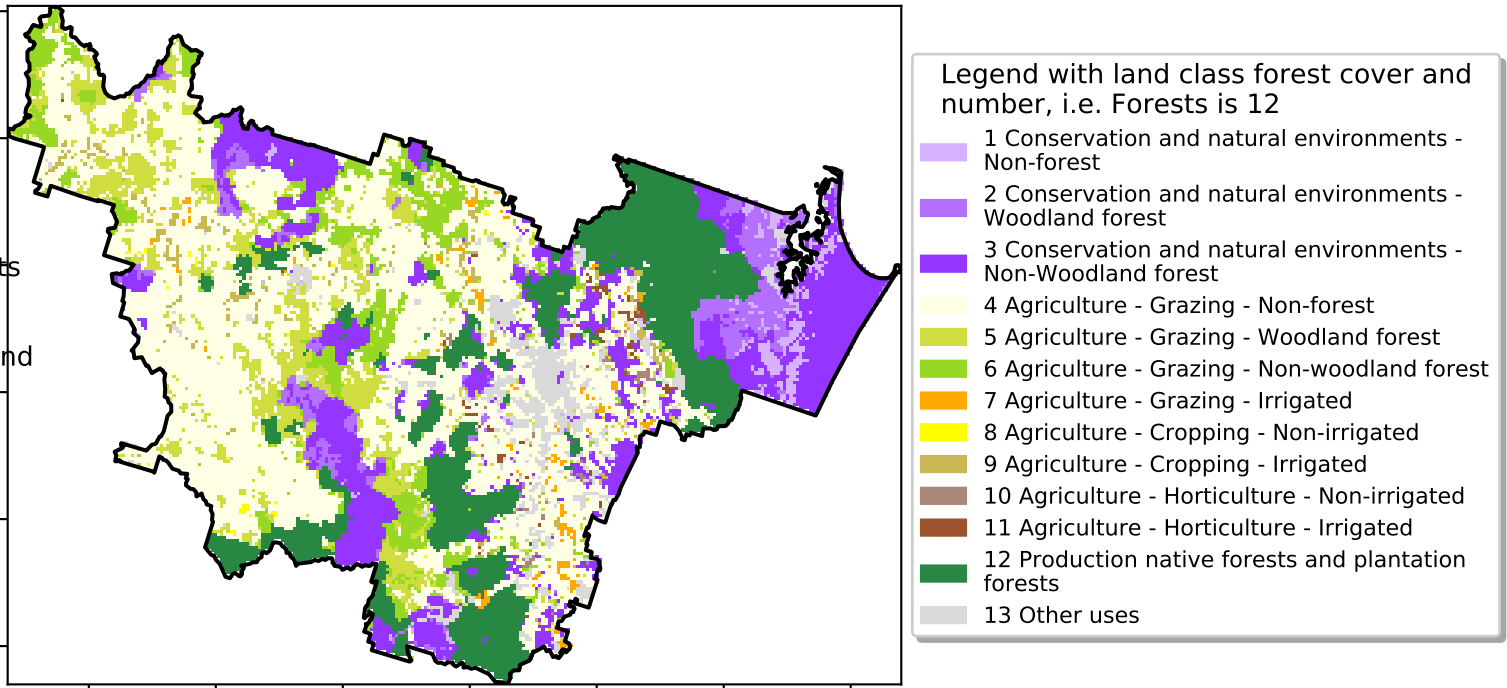 ts
nd
Legend with land class forest cover and
number, i.e. Forests is 12
1 Conservation and natural environments -
Non-forest
2 Conservation and natural environments -
Woodland forest
3 Conservation and natural environments -
Non-Woodland forest
4 Agriculture - Grazing - Non-forest
5 Agriculture - Grazing - Woodland forest
6 Agriculture - Grazing - Non-woodland forest
7 Agriculture - Grazing - Irrigated
8 Agriculture - Cropping - Non-irrigated
9 Agriculture - Cropping - Irrigated
10 Agriculture - Horticulture - Non-irrigated
11 Agriculture - Horticulture - Irrigated
12 Production native forests and plantation
forests
13 Other uses